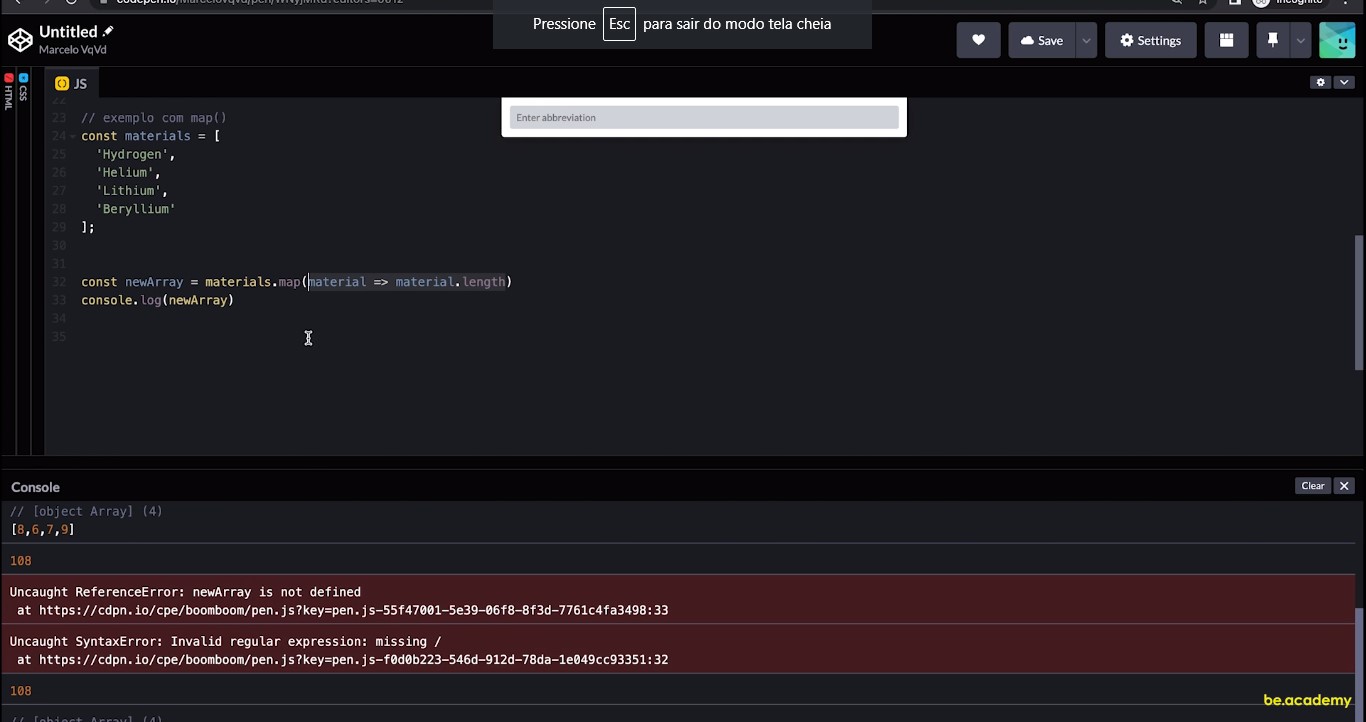 Pressione Esc para sair do modo tela cheia
Untitled
Marcelo VqVd
Save
Settings
HTML
CSS
JS
Enter abbreviation
22
23 // exemplo com map()
24 const materials = [
25 'Hydrogen',
26 'Helium',
27 'Lithium',
28 'Beryllium'
29 ];
30
31
32 const newArray = materials.map(material => material.length)
33 console.log(newArray)
34
35
Console
Clear
// [object Array] (4)
[8,6,7,9]
108
Uncaught ReferenceError: newArray is not defined
at https://cdpn.io/cpe/boomboom/pen.js?key=pen.js-55f47001-5e39-06f8-8f3d-7761c4fa3498:33
Uncaught SyntaxError: Invalid regular expression: missing /
at https://cdpn.io/cpe/boomboom/pen.js?key=pen.js-f0d0b223-546d-912d-78da-1e049cc93351:32
108
be.academy
// [object Array] (4)